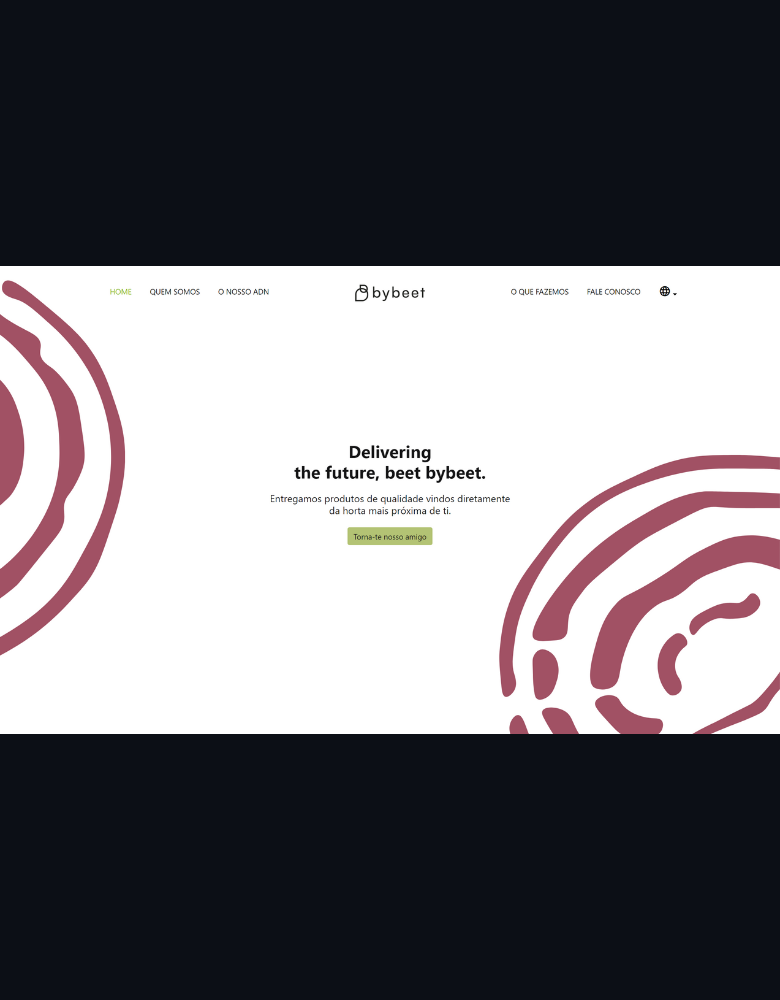 HOME QUEM SOMOS O NOSSO ADN bybeet O QUE FAZEMOS FALE CONOSCO
Delivering
the future, beet bybeet.
Entregamos produtos de qualidade vindos diretamente
da horta mais próxima de ti.
Torna-te nosso amigo